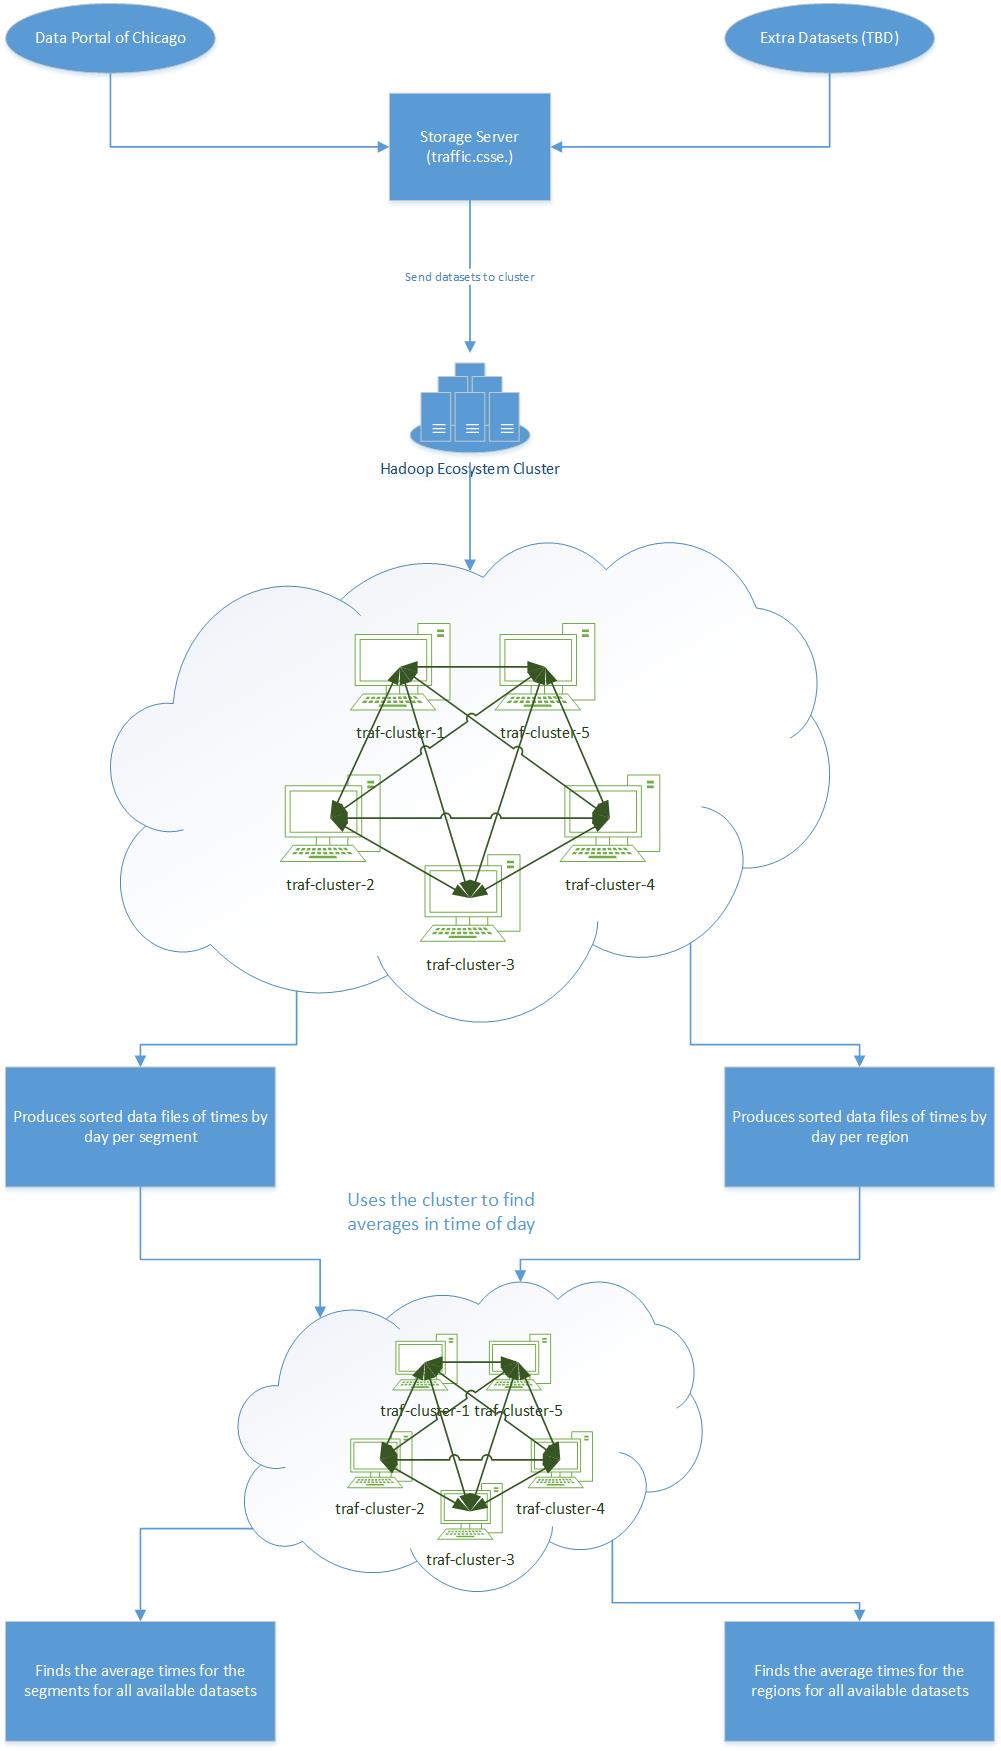 Data Portal of Chicago
Extra Datasets (TBD)
Storage Server
(traffic.csse.)
Send datasets to cluster
Hadoop Ecosystem Cluster
traf-cluster-1
traf-cluster-5
traf-cluster-2
traf-cluster-4
traf-cluster-3
Produces sorted data files of times by
day per segment
Produces sorted data files of times by
day per region
Uses the cluster to find
averages in time of day
traf-cluster-1
traf-cluster-5
traf-cluster-2
traf-cluster-4
traf-cluster-3
Finds the average times for the
segments for all available datasets
Finds the average times for the
regions for all available datasets